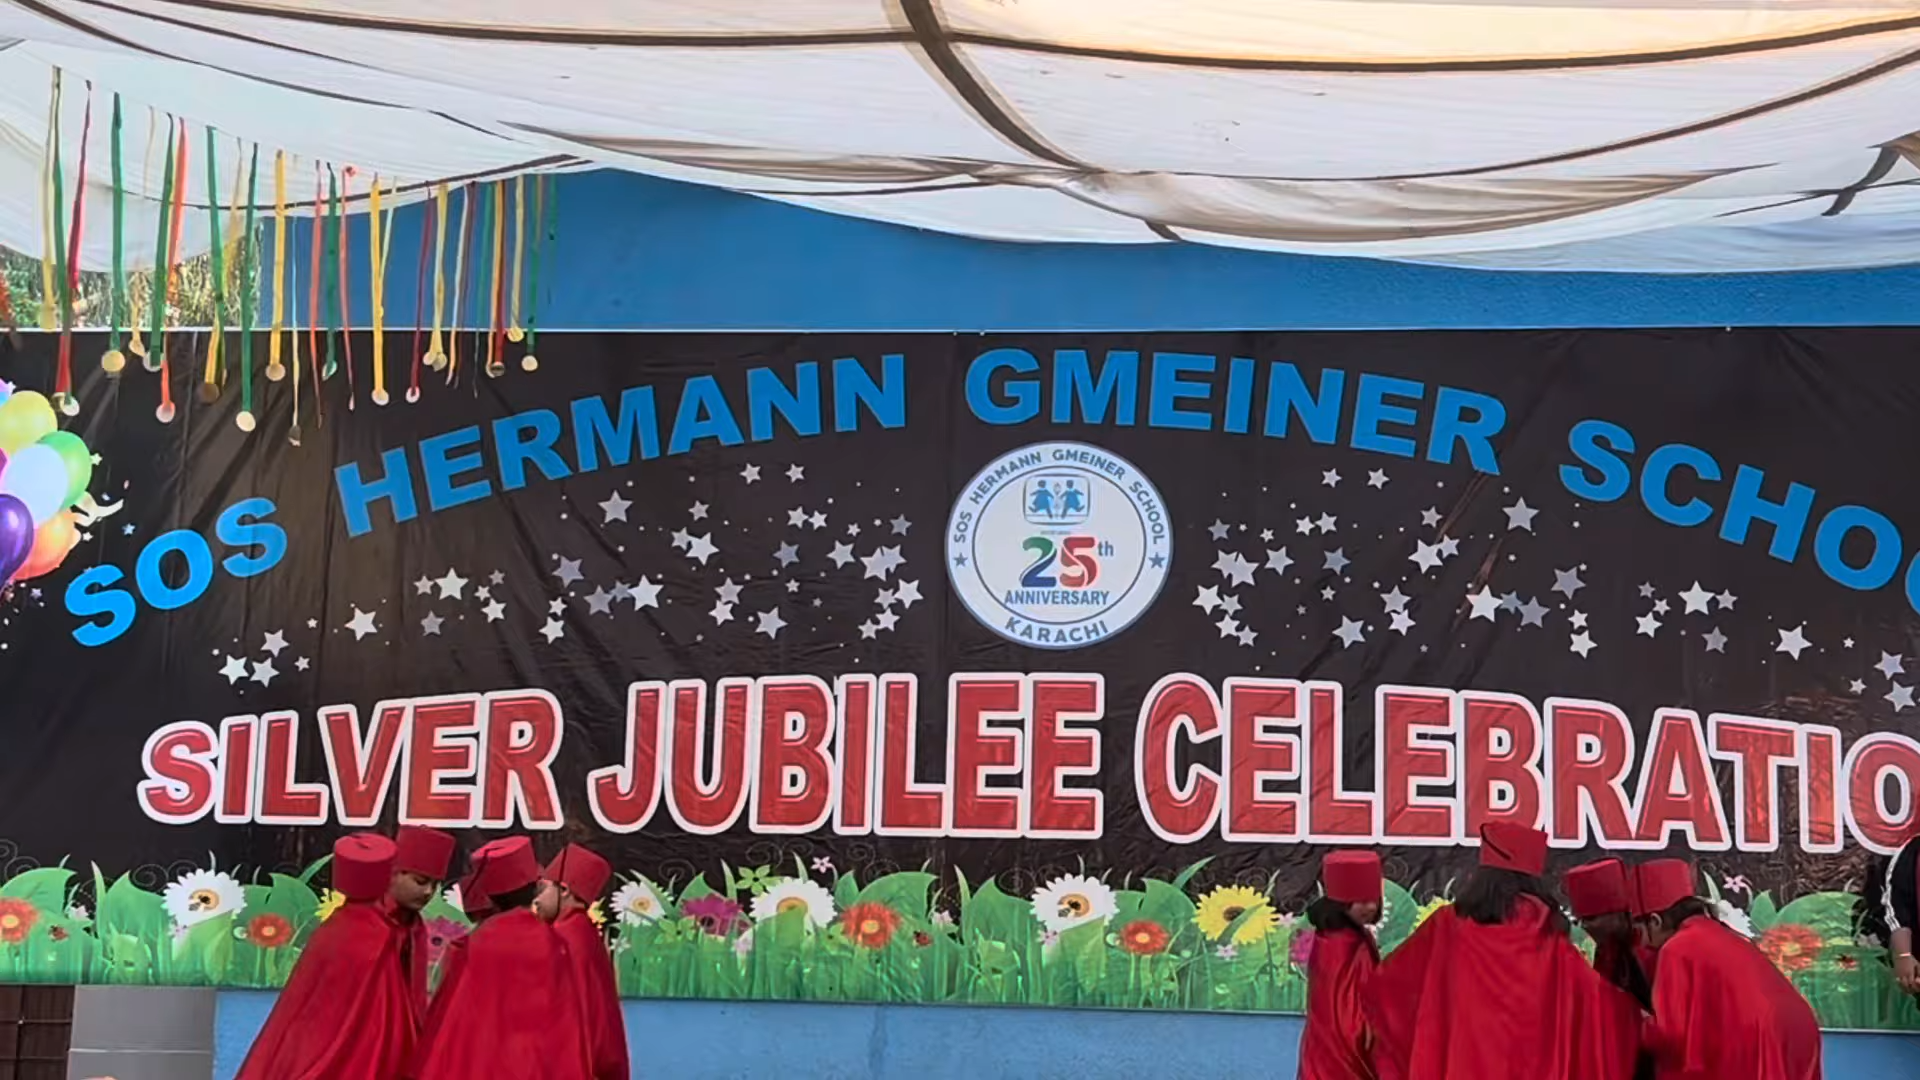 SOS HERMANN GMEINER SCHOO
SOS HERMANN GMEINER SCHOOL
25th
ANNIVERSARY
KARACHI
SILVER JUBILEE CELEBRATIO